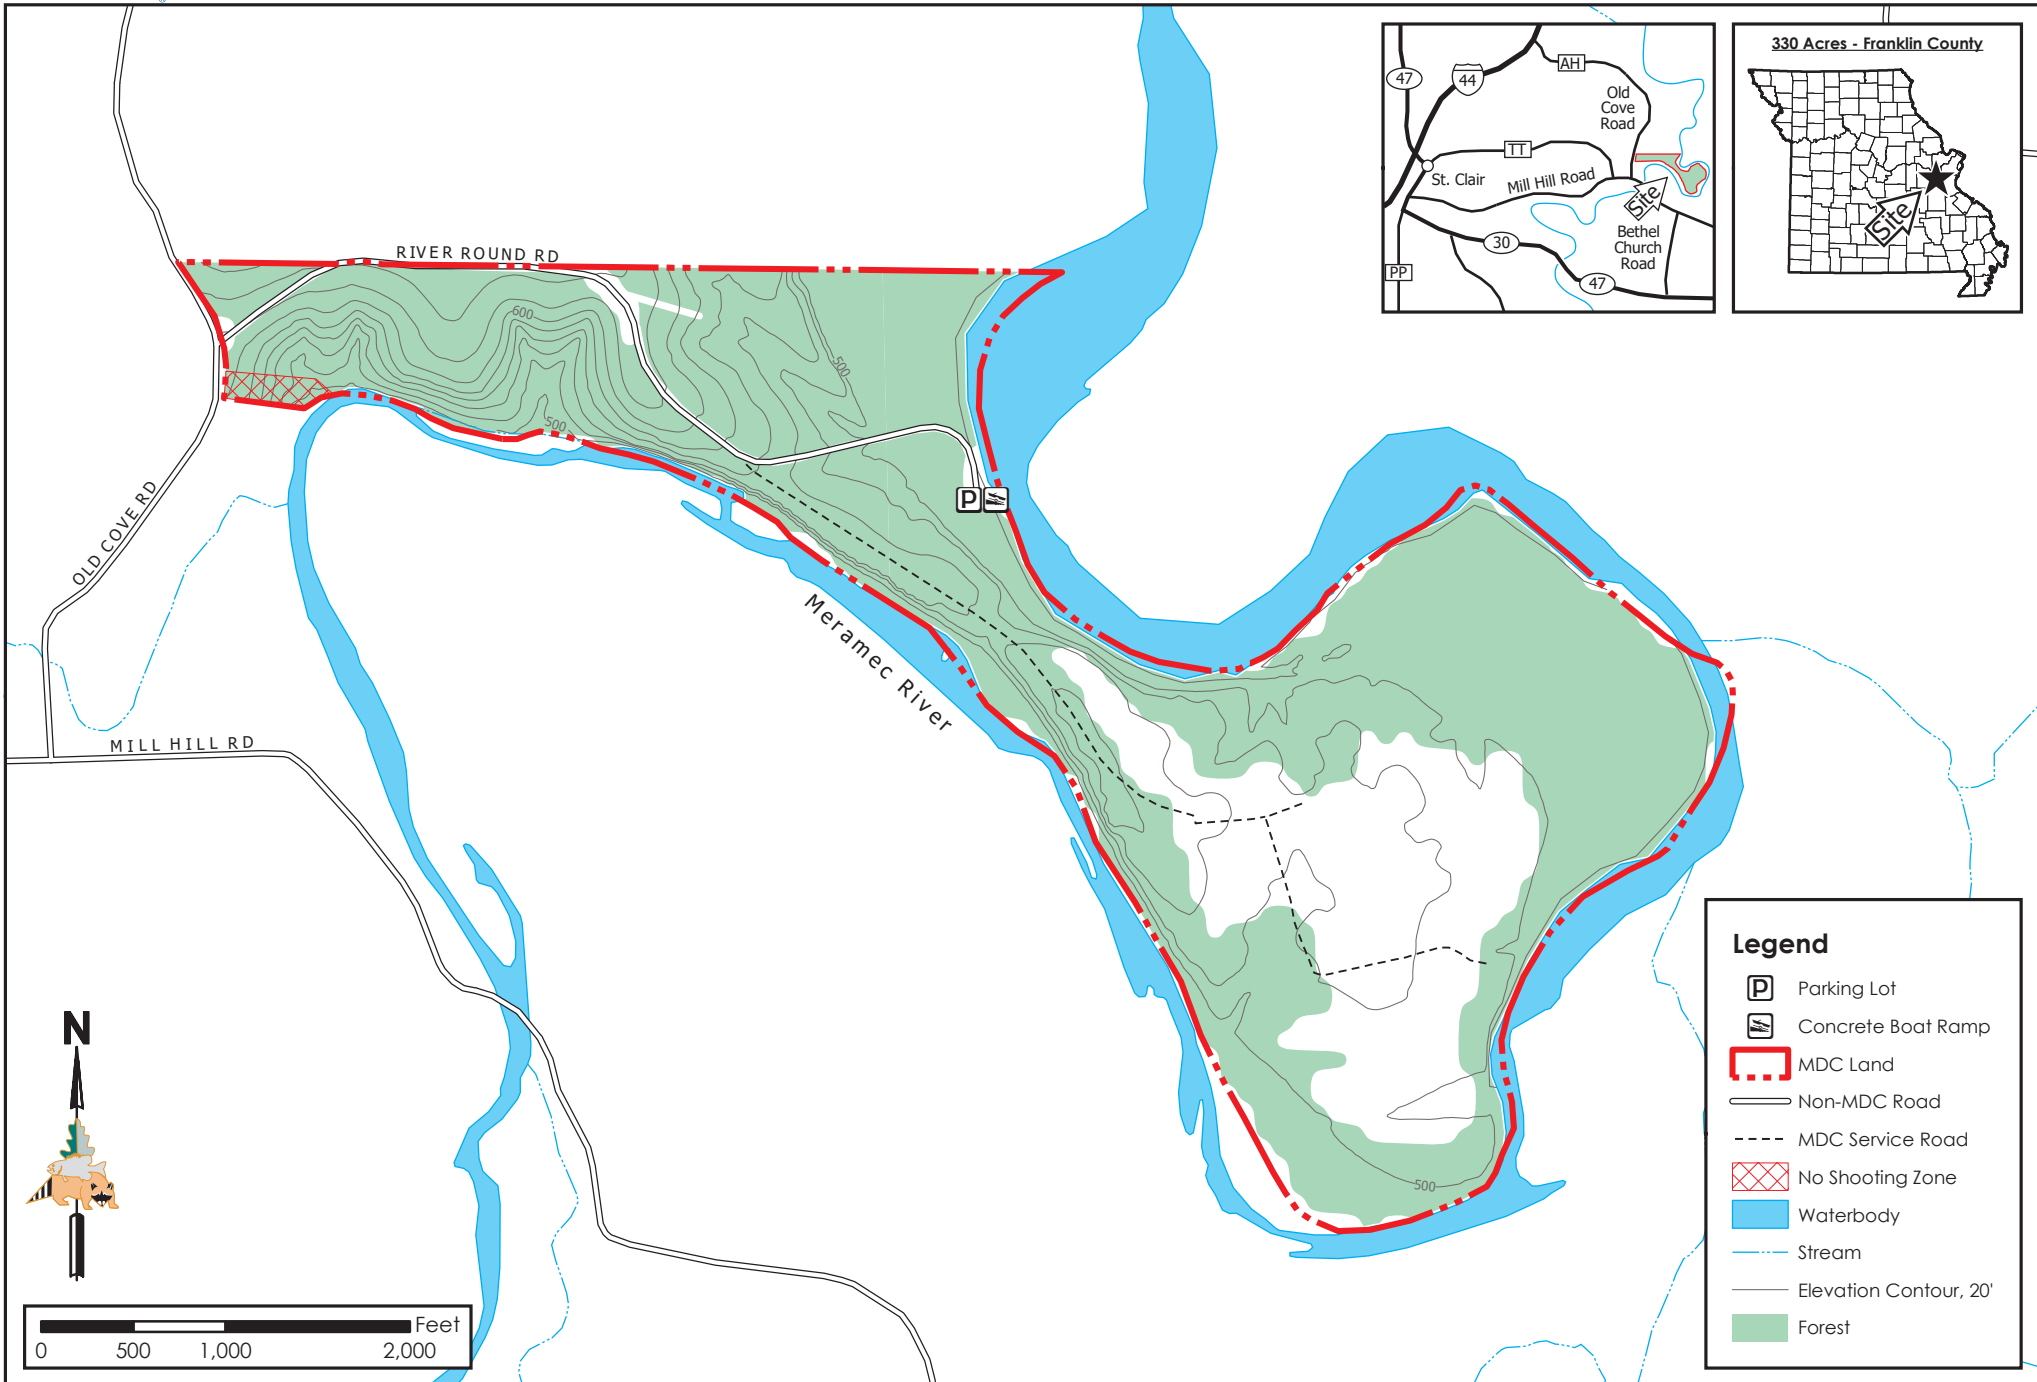 RIVER ROUND RD
600
500
500
OLD COVE RD
P
Meramec River
MILL HILL RD
500
N
Feet
0 500 1,000 2,000
47
44
AH
Old
Cove
Road
TT
St. Clair
Mill Hill Road
Site
30
Bethel
Church
Road
PP
47
330 Acres - Franklin County
Site
Legend
P Parking Lot
Concrete Boat Ramp
MDC Land
Non-MDC Road
MDC Service Road
No Shooting Zone
Waterbody
Stream
Elevation Contour, 20'
Forest